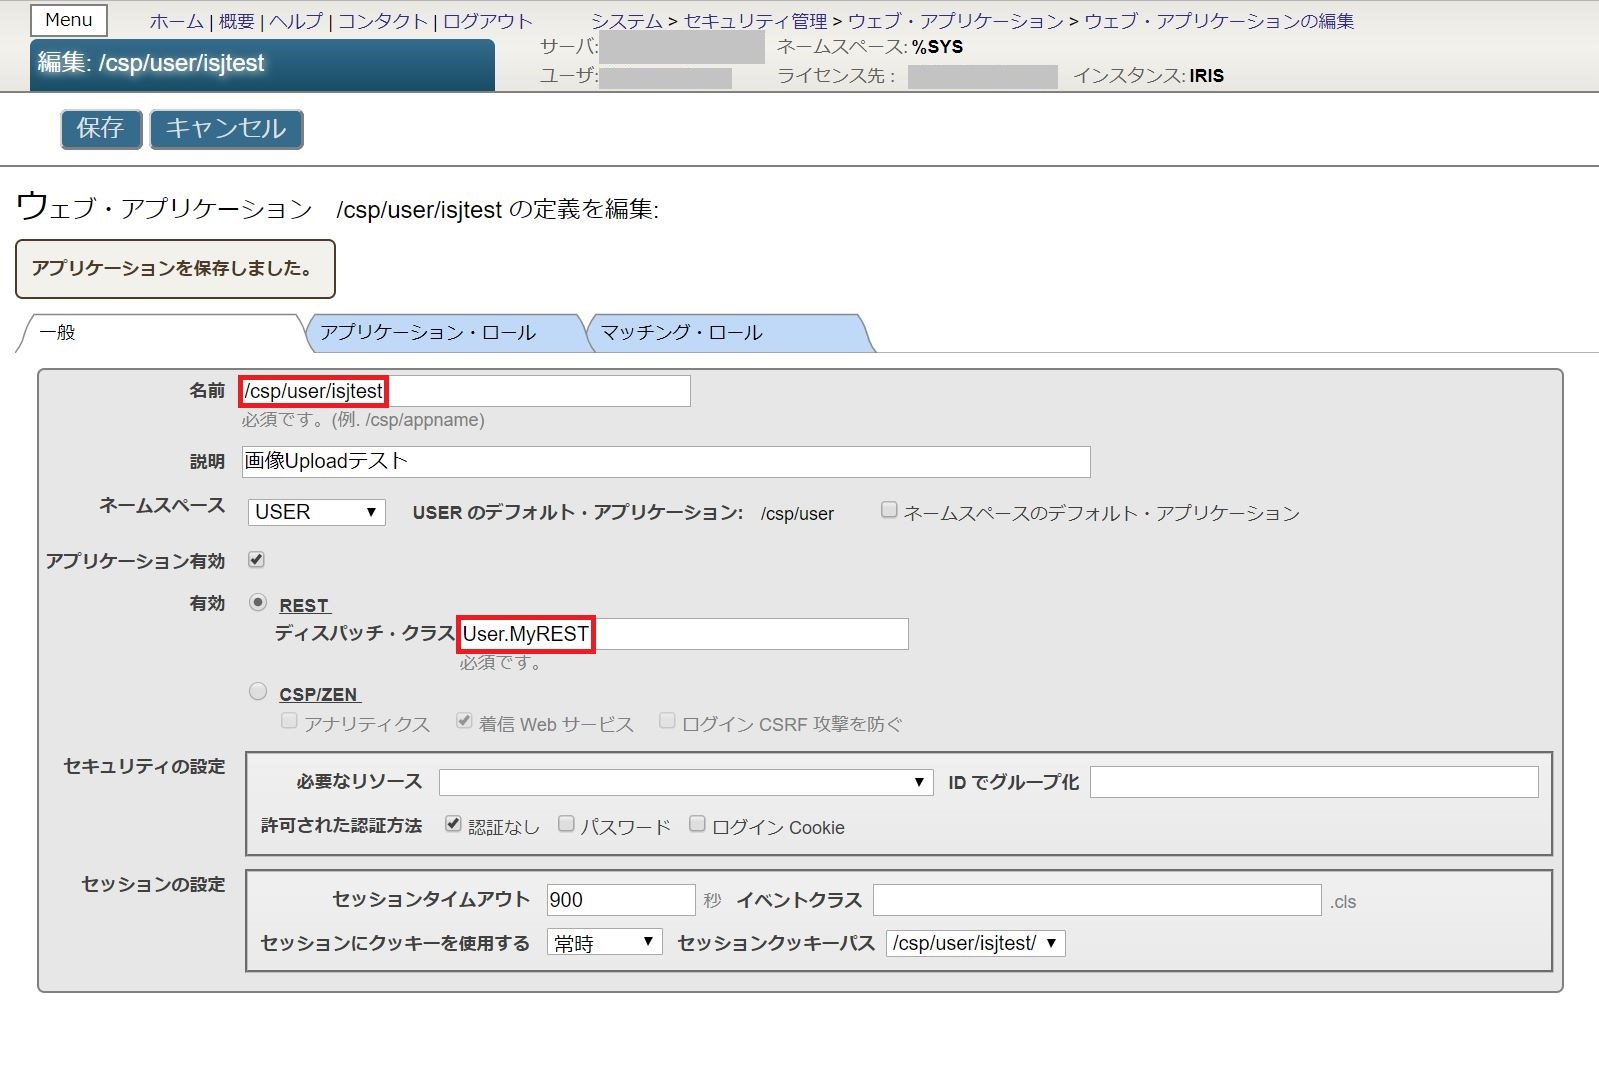 Menu ホーム | 概要 | ヘルプ | コンタクト | ログアウト システム > セキュリティ管理 > ウェブ・アプリケーション > ウェブ・アプリケーションの編集
編集: /csp/user/isjtest
サーバ: ネームスペース: %SYS
ユーザ: ライセンス先 : インスタンス: IRIS
保存 キャンセル
ウェブ・アプリケーション /csp/user/isjtest の定義を編集:
アプリケーションを保存しました。
一般 アプリケーション・ロール マッチング・ロール
名前 /csp/user/isjtest
必須です。(例. /csp/appname)
説明 画像Uploadテスト
ネームスペース USER ▼ USER のデフォルト・アプリケーション: /csp/user ネームスペースのデフォルト・アプリケーション
アプリケーション有効
有効 REST
ディスパッチ・クラス User.MyREST
必須です。
CSP/ZEN
アナリティクス 着信 Web サービス ログイン CSRF 攻撃を防ぐ
セキュリティの設定
必要なリソース ▼ ID でグループ化
許可された認証方法 認証なし パスワード ログイン Cookie
セッションの設定
セッションタイムアウト 900 秒 イベントクラス .cls
セッションにクッキーを使用する 常時 ▼ セッションクッキーパス /csp/user/isjtest/ ▼